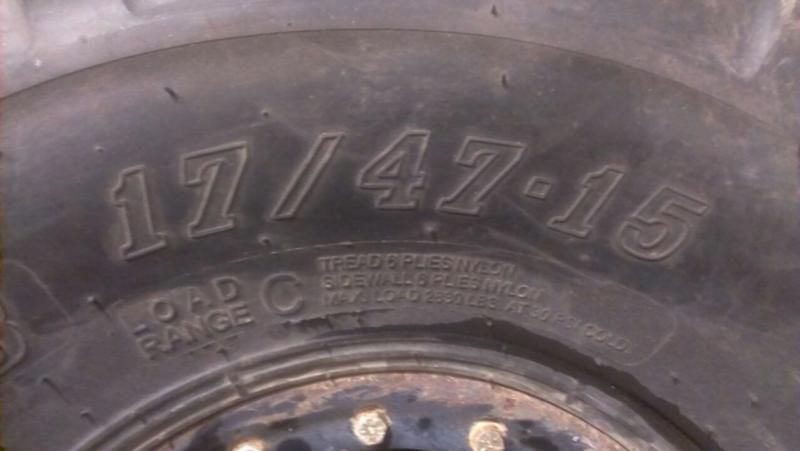 17/47·15
LOAD
RANGE C
TREAD 6 PLIES NYLON
SIDEWALL 6 PLIES NYLON
MAX. LOAD LBS. AT 30 PSI COLD.